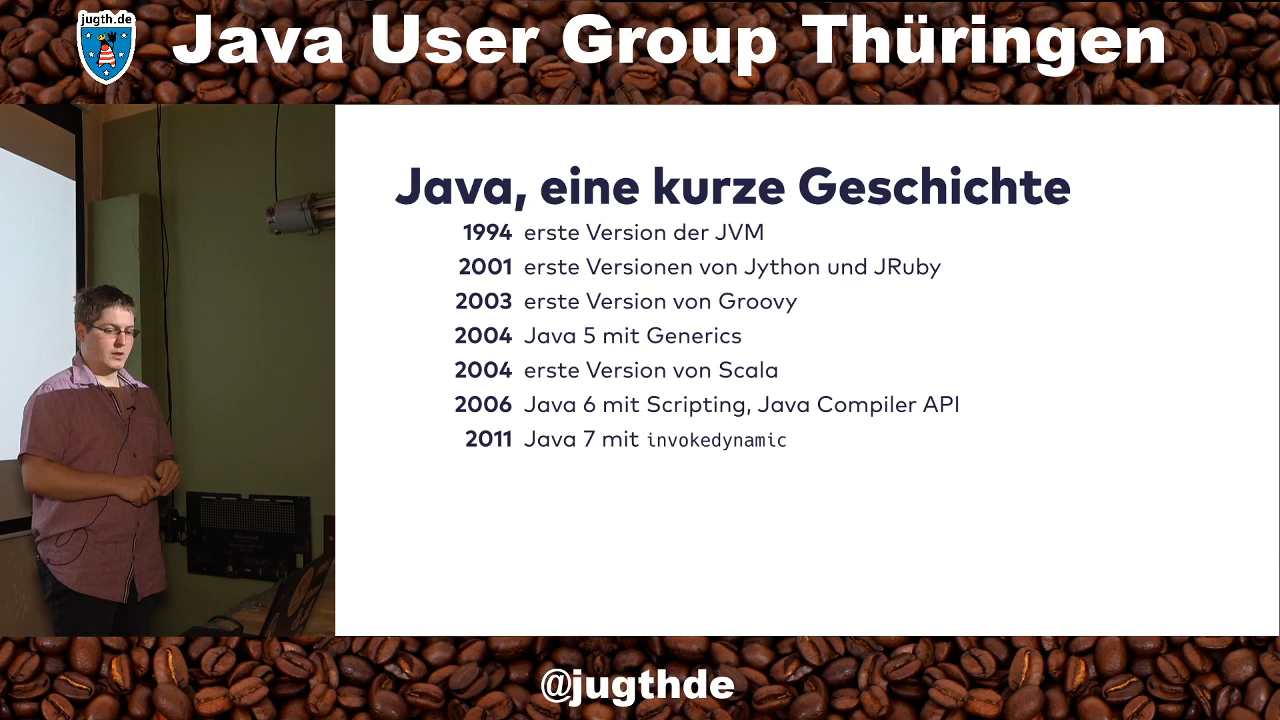 jugth.de
Java User Group Thüringen
Java, eine kurze Geschichte
1994 erste Version der JVM
2001 erste Versionen von Jython und JRuby
2003 erste Version von Groovy
2004 Java 5 mit Generics
2004 erste Version von Scala
2006 Java 6 mit Scripting, Java Compiler API
2011 Java 7 mit invokedynamic
@jugthde